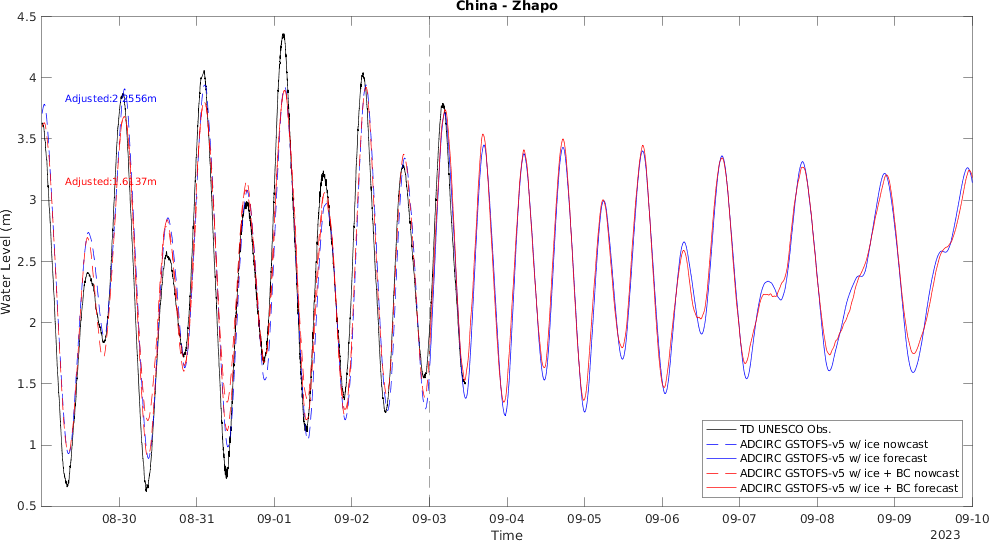 China - Zhapo
4.5
4
3.5
3
2.5
2
1.5
1
0.5
Water Level (m)
Adjusted:1.6137m
08-30
08-31
09-01
09-02
09-03
09-04
09-05
09-06
09-07
09-08
09-09
09-10
Time
2023
TD UNESCO Obs.
ADCIRC GSTOFS-v5 w/ ice nowcast
ADCIRC GSTOFS-v5 w/ ice forecast
ADCIRC GSTOFS-v5 w/ ice + BC nowcast
ADCIRC GSTOFS-v5 w/ ice + BC forecast